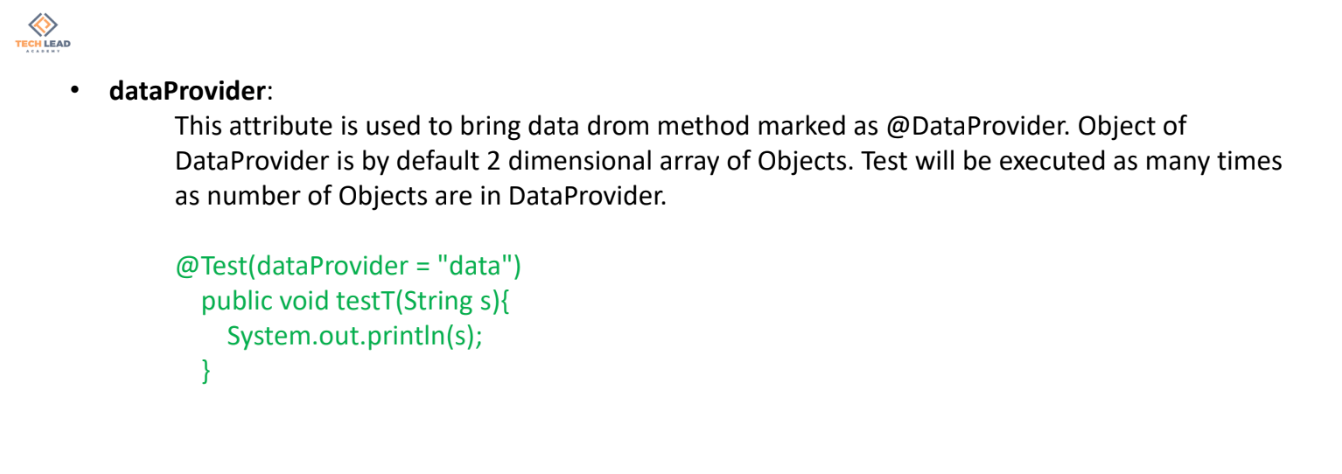 TECH LEAD
ACADEMY
• dataProvider:
This attribute is used to bring data drom method marked as @DataProvider. Object of
DataProvider is by default 2 dimensional array of Objects. Test will be executed as many times
as number of Objects are in DataProvider.
@Test(dataProvider = "data")
public void testT(String s){
System.out.println(s);
}